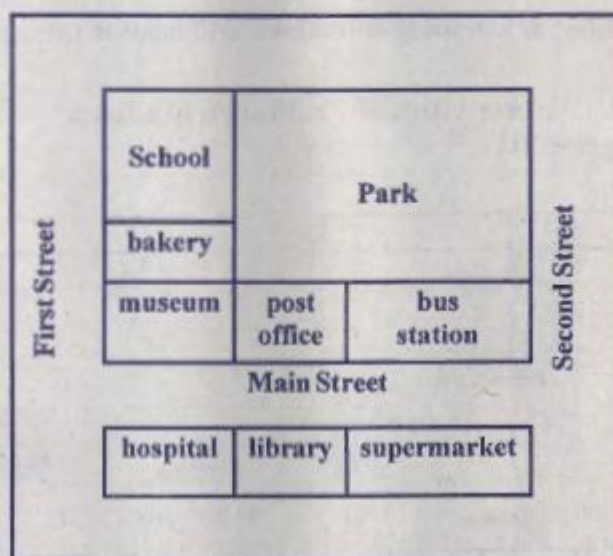 School
Park
bakery
First Street
Second Street
museum
post
office
bus
station
Main Street
hospital
library
supermarket